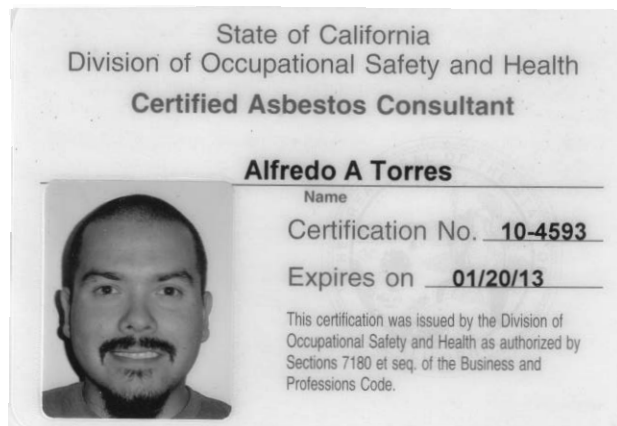 State of California
Division of Occupational Safety and Health
Certified Asbestos Consultant
Alfredo A Torres
Name
Certification No. 10-4593
Expires on 01/20/13
This certification was issued by the Division of
Occupational Safety and Health as authorized by
Sections 7180 et seq. of the Business and
Professions Code.